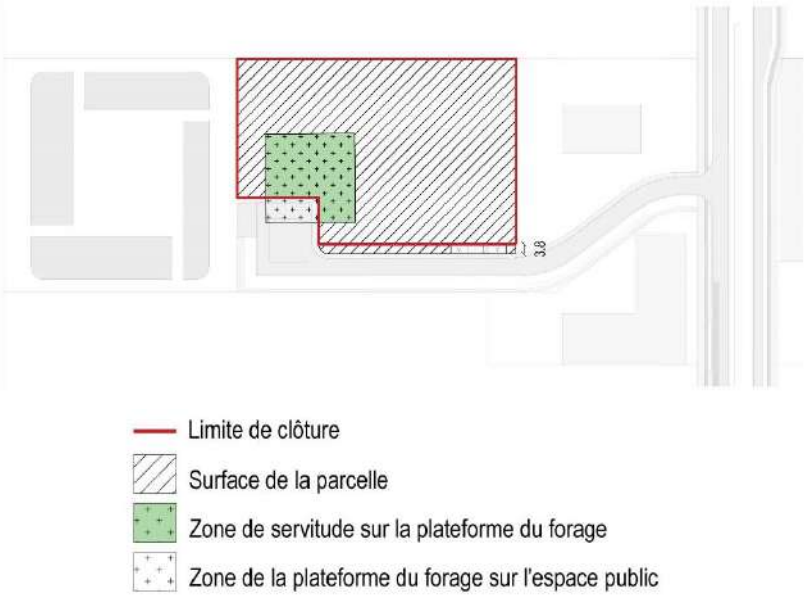 3.8
Limite de clôture
Surface de la parcelle
Zone de servitude sur la plateforme du forage
Zone de la plateforme du forage sur l'espace public